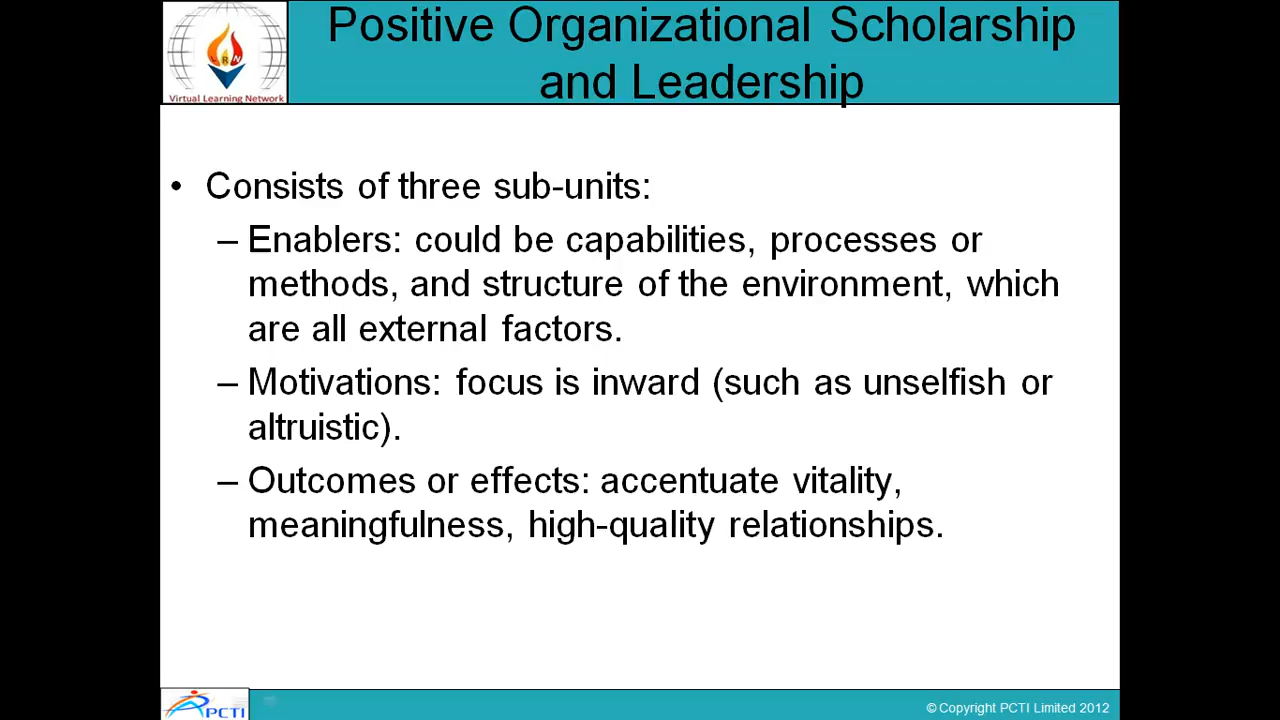 Positive Organizational Scholarship
and Leadership
LRN
Virtual Learning Network
• Consists of three sub-units:
– Enablers: could be capabilities, processes or
methods, and structure of the environment, which
are all external factors.
– Motivations: focus is inward (such as unselfish or
altruistic).
– Outcomes or effects: accentuate vitality,
meaningfulness, high-quality relationships.
PCTI
© Copyright PCTI Limited 2012